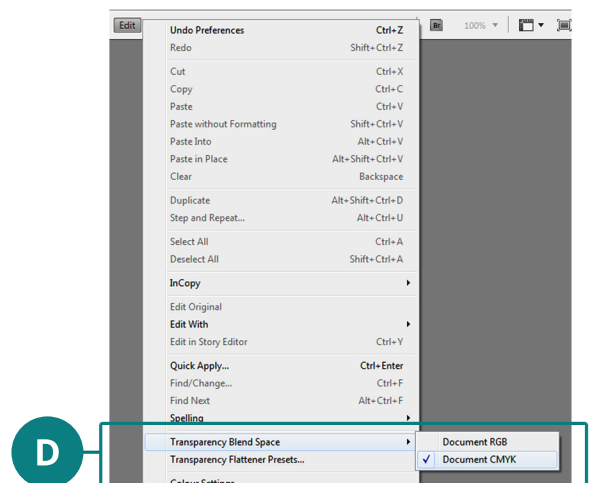 Edit
Br 100%
Undo Preferences Ctrl+Z
Redo Shift+Ctrl+Z
Cut Ctrl+X
Copy Ctrl+C
Paste Ctrl+V
Paste without Formatting Shift+Ctrl+V
Paste Into Alt+Ctrl+V
Paste in Place Alt+Shift+Ctrl+V
Clear Backspace
Duplicate Alt+Shift+Ctrl+D
Step and Repeat... Alt+Ctrl+U
Select All Ctrl+A
Deselect All Shift+Ctrl+A
InCopy
Edit Original
Edit With
Edit in Story Editor Ctrl+Y
Quick Apply... Ctrl+Enter
Find/Change... Ctrl+F
Find Next Alt+Ctrl+F
Spelling
D
Transparency Blend Space Document RGB
Transparency Flattener Presets... Document CMYK
Colour Settings